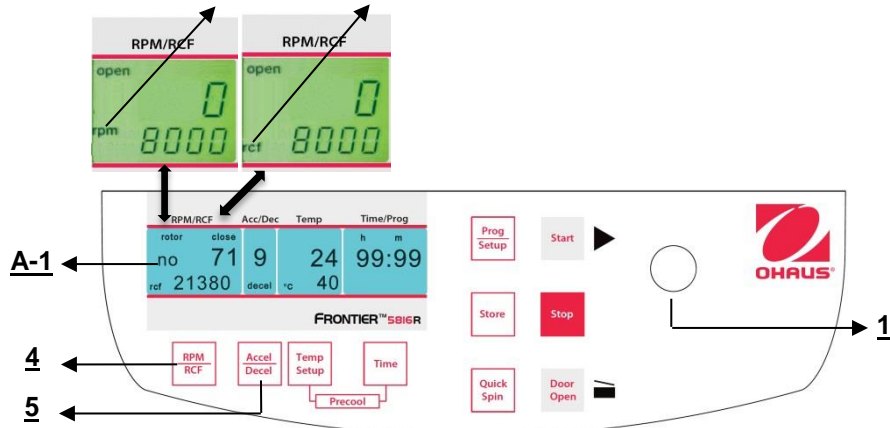 RPM/RCF RPM/RCF
open open
0 0
rpm 8000 rcf 8000
RPM/RCF Acc/Dec Temp Time/Prog
rotor close h m
no 71 9 24 99:99
rcf 21380 decel °C 40
FRONTIER™ 5816R
A-1
4
5
RPM
RCF
Accel
Decel
Temp
Setup
Time
Precool
Prog
Setup
Start
Store
Stop
Quick
Spin
Door
Open
OHAUS®
1